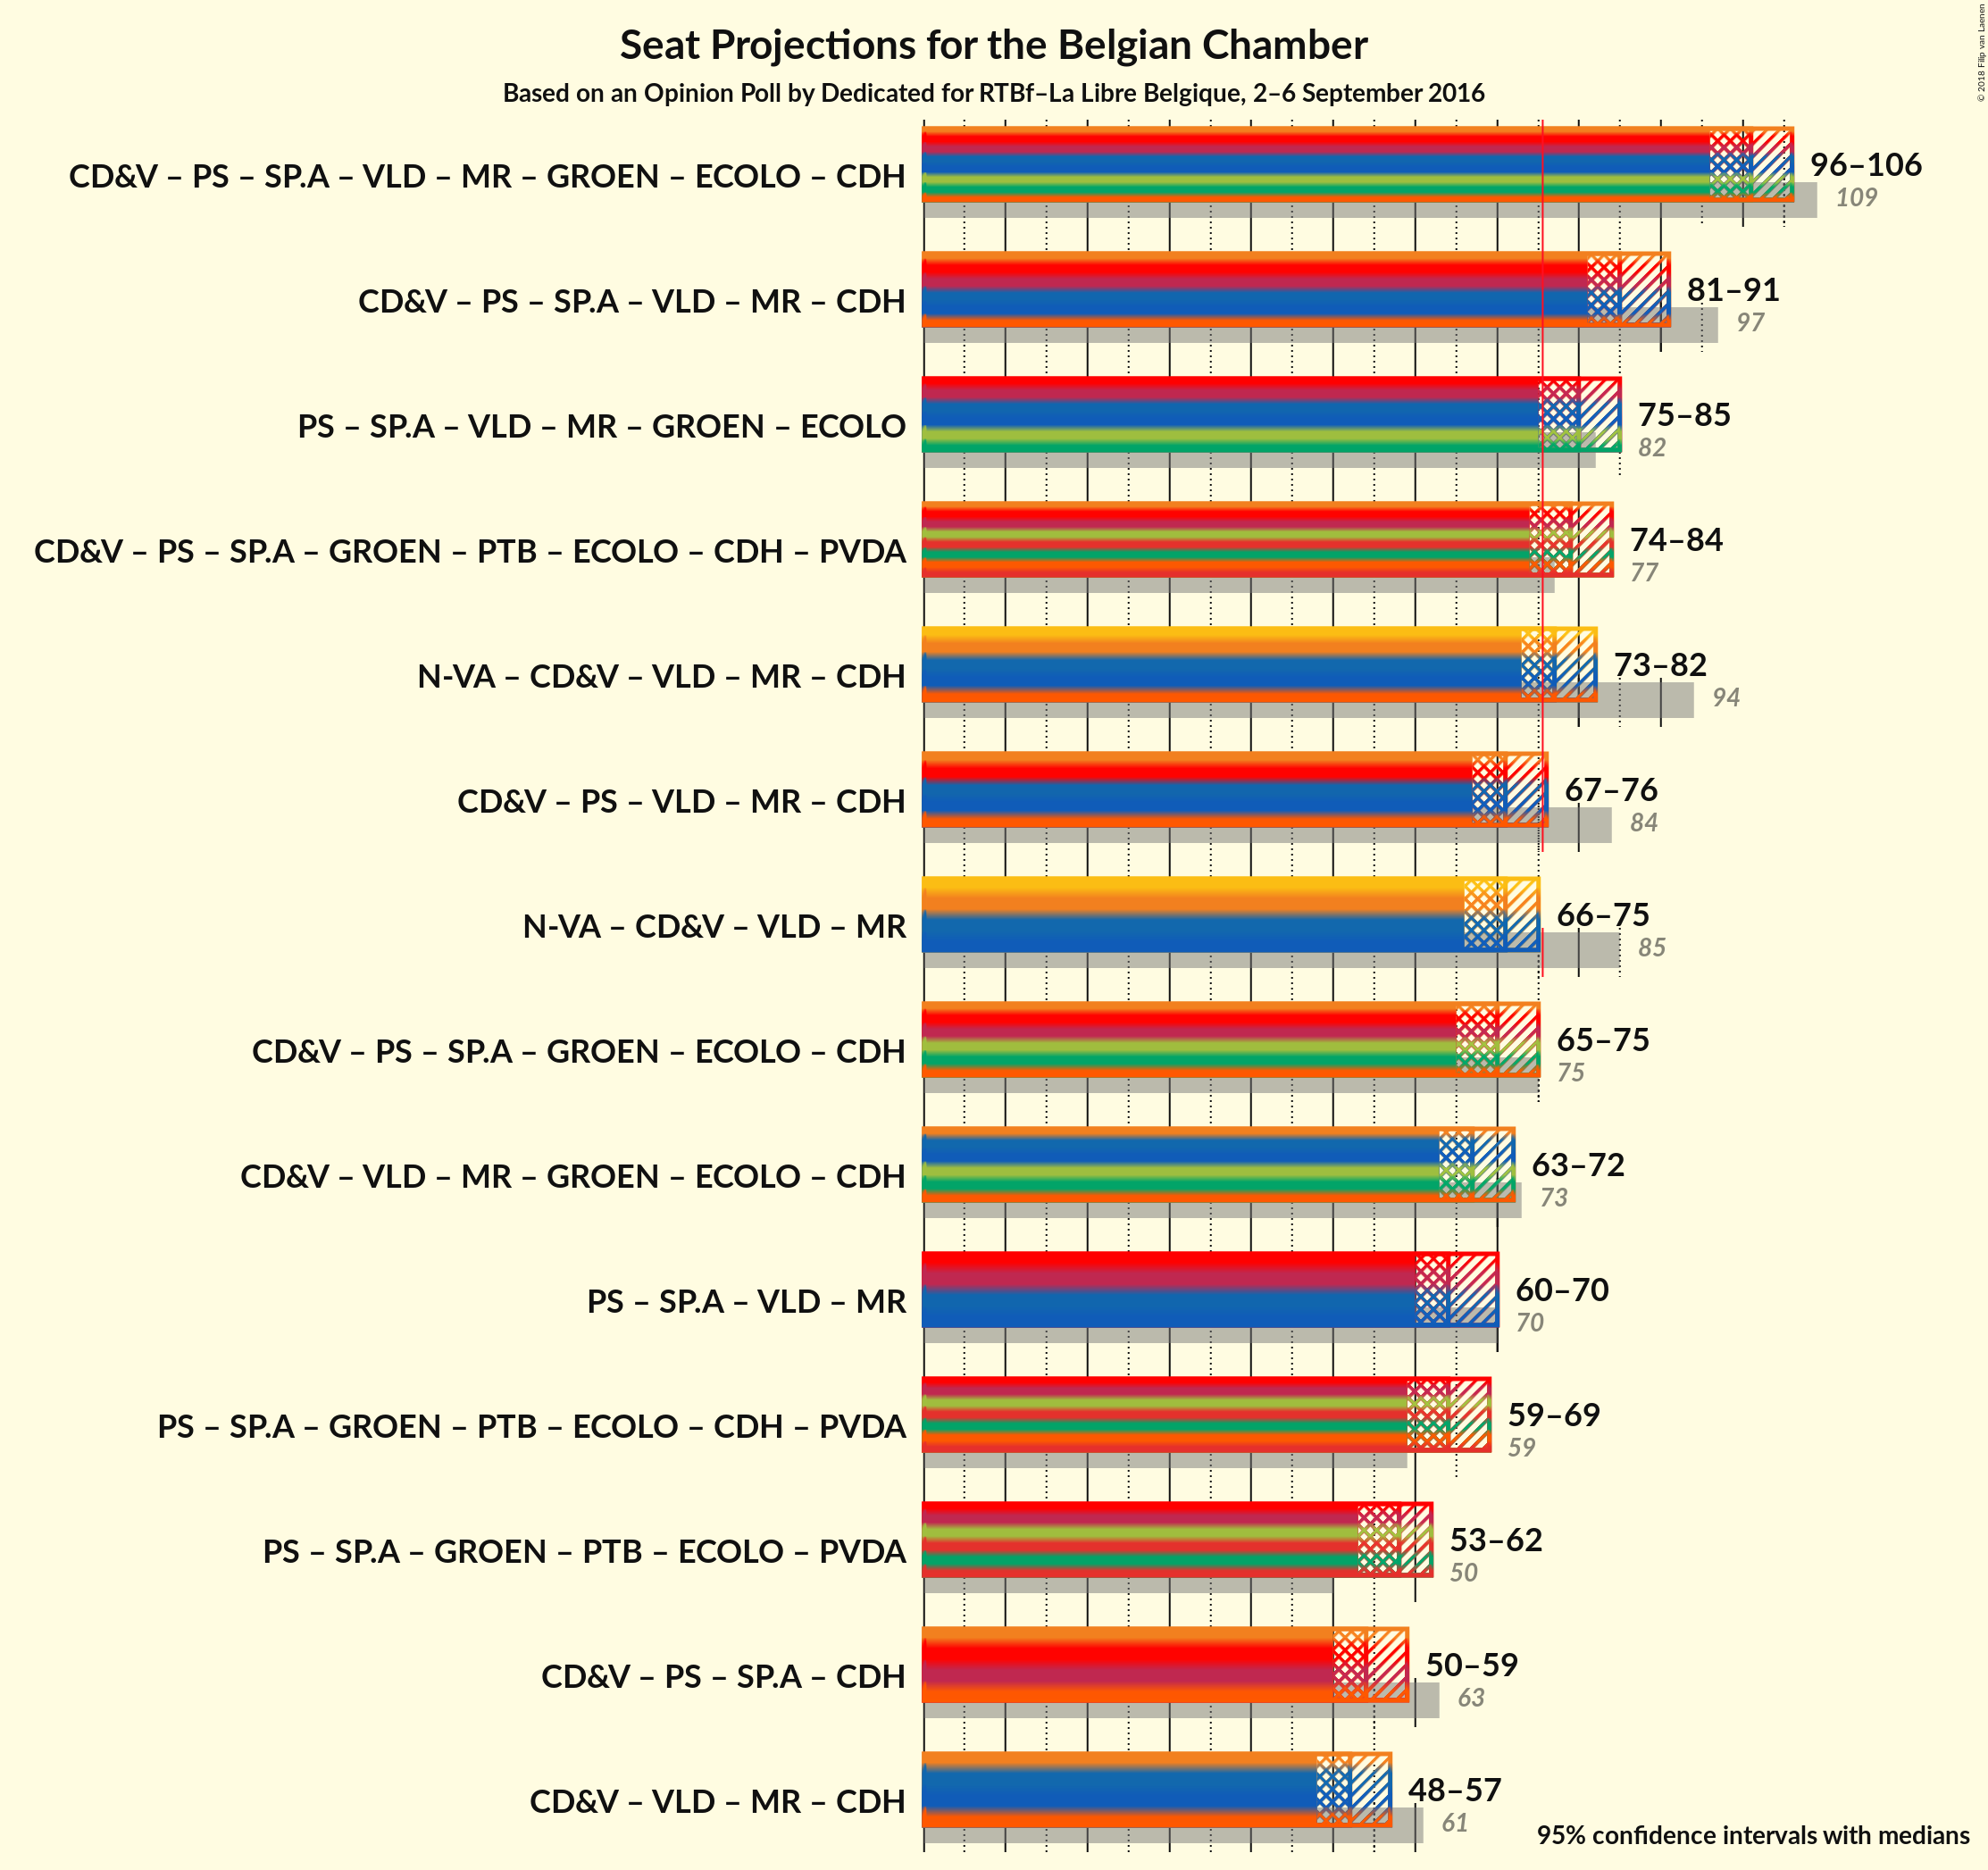 Seat Projections for the Belgian Chamber
Based on an Opinion Poll by Dedicated for RTBf–La Libre Belgique, 2–6 September 2016
© 2018 Filip van Laenen
CD&V – PS – SP.A – VLD – MR – GROEN – ECOLO – CDH
96–106
109
CD&V – PS – SP.A – VLD – MR – CDH
81–91
97
PS – SP.A – VLD – MR – GROEN – ECOLO
75–85
82
CD&V – PS – SP.A – GROEN – PTB – ECOLO – CDH – PVDA
74–84
77
N-VA – CD&V – VLD – MR – CDH
73–82
94
CD&V – PS – VLD – MR – CDH
67–76
84
N-VA – CD&V – VLD – MR
66–75
85
CD&V – PS – SP.A – GROEN – ECOLO – CDH
65–75
75
CD&V – VLD – MR – GROEN – ECOLO – CDH
63–72
73
PS – SP.A – VLD – MR
60–70
70
PS – SP.A – GROEN – PTB – ECOLO – CDH – PVDA
59–69
59
PS – SP.A – GROEN – PTB – ECOLO – PVDA
53–62
50
CD&V – PS – SP.A – CDH
50–59
63
CD&V – VLD – MR – CDH
48–57
61
95% confidence intervals with medians